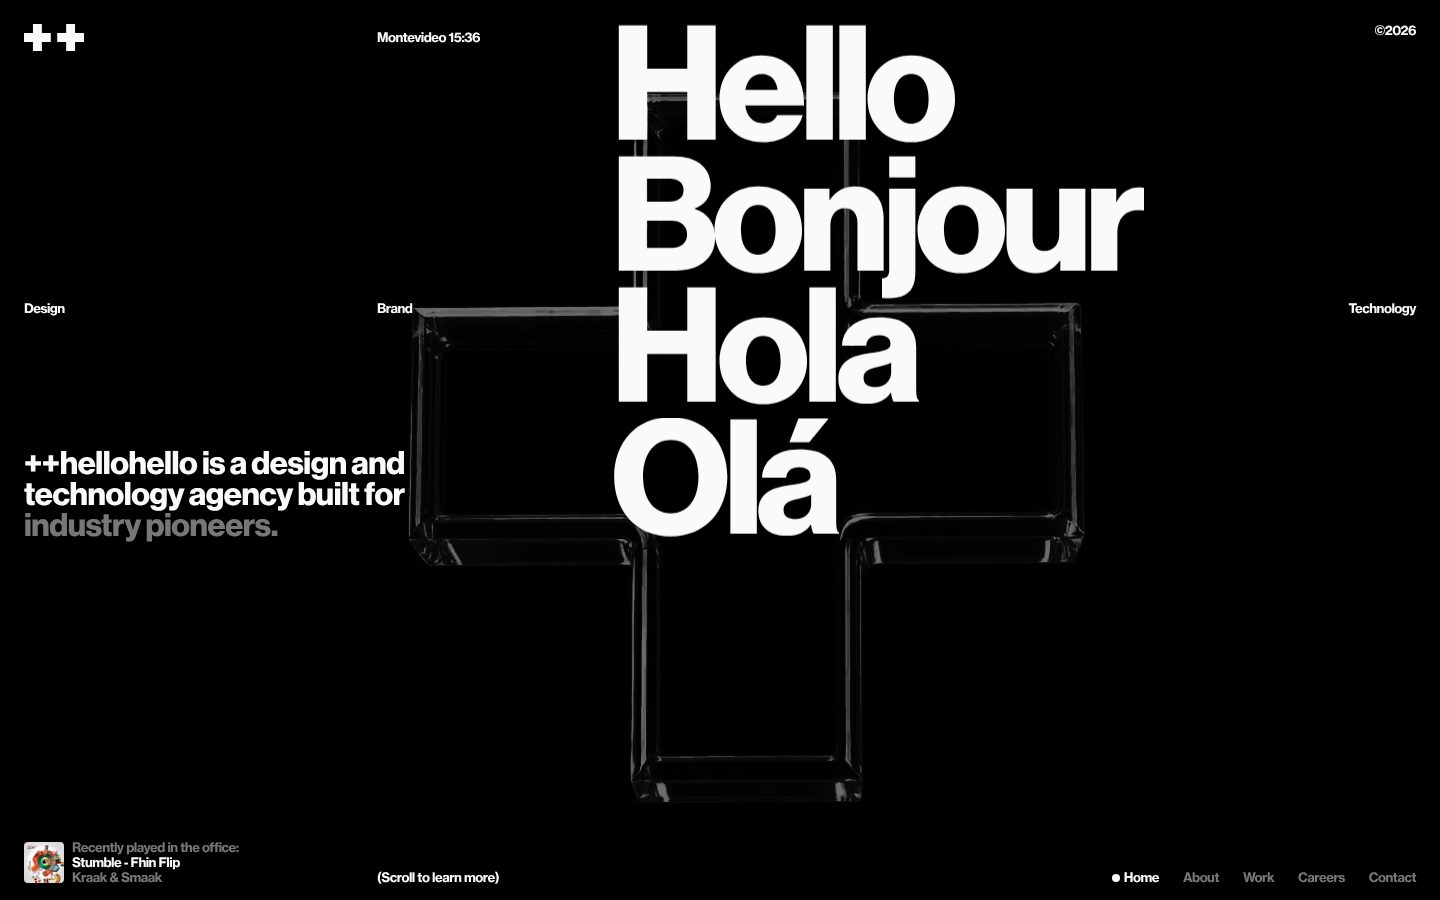 ++
Montevideo 15:36
©2026
Hello
Bonjour
Hola
Olá
Design
Brand
Technology
++hellohello is a design and
technology agency built for
industry pioneers.
Recently played in the office:
Stumble - Fhin Flip
Kraak & Smaak
(Scroll to learn more)
Home
About
Work
Careers
Contact